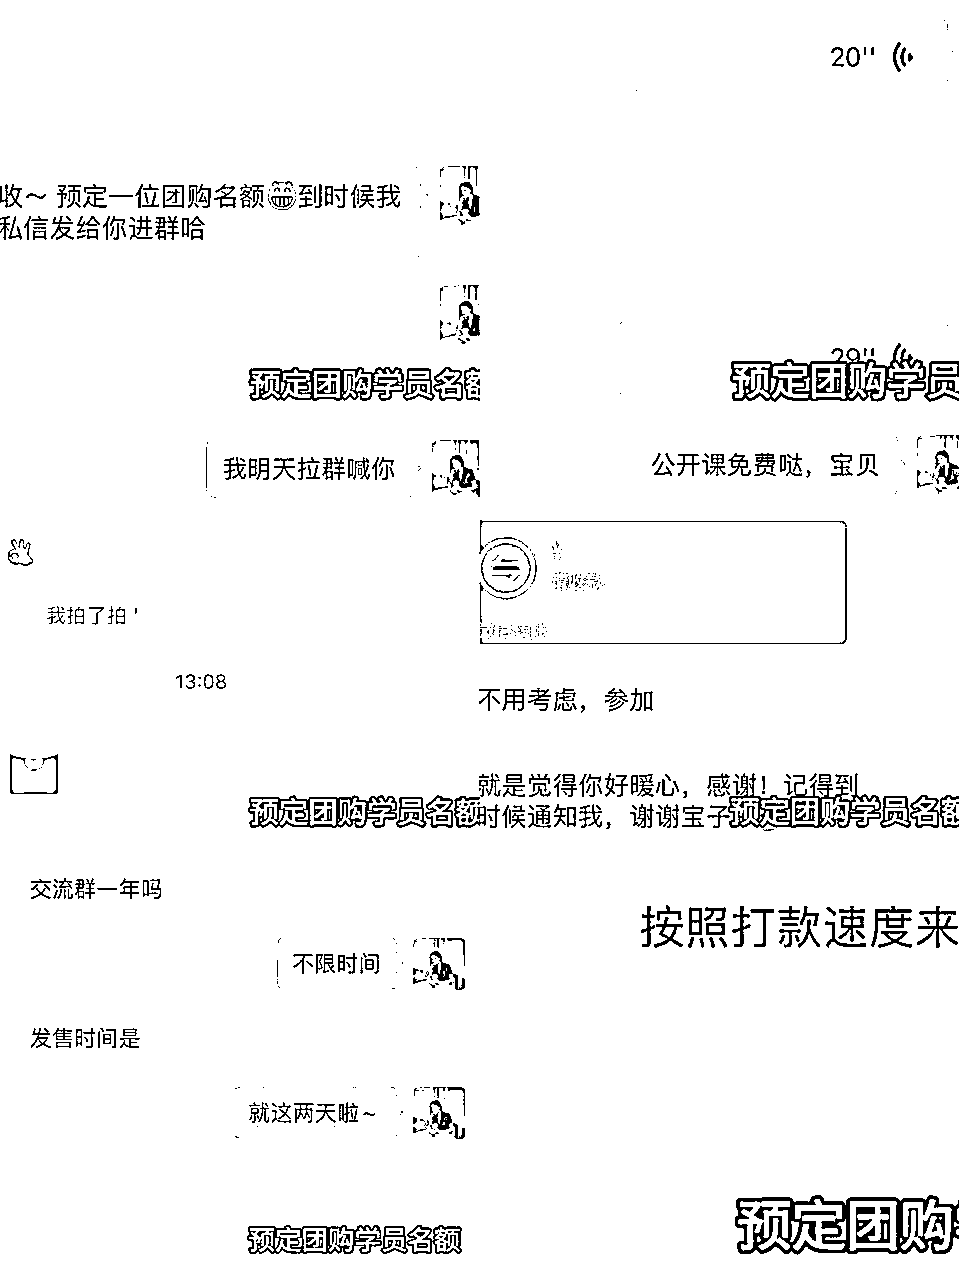 20''
收～ 预定一位团购名额😁到时候我
私信发给你进群哈
29''
预定团购学员名额
预定团购学员
我明天拉群喊你
公开课免费哒，宝贝
我拍了拍 '
13:08
不用考虑，参加
就是觉得你好暖心，感谢！记得到
时候通知我，谢谢宝子
预定团购学员名额
预定团购学员名额
交流群一年吗
按照打款速度来
不限时间
发售时间是
就这两天啦~
预定团购学员名额
预定团购